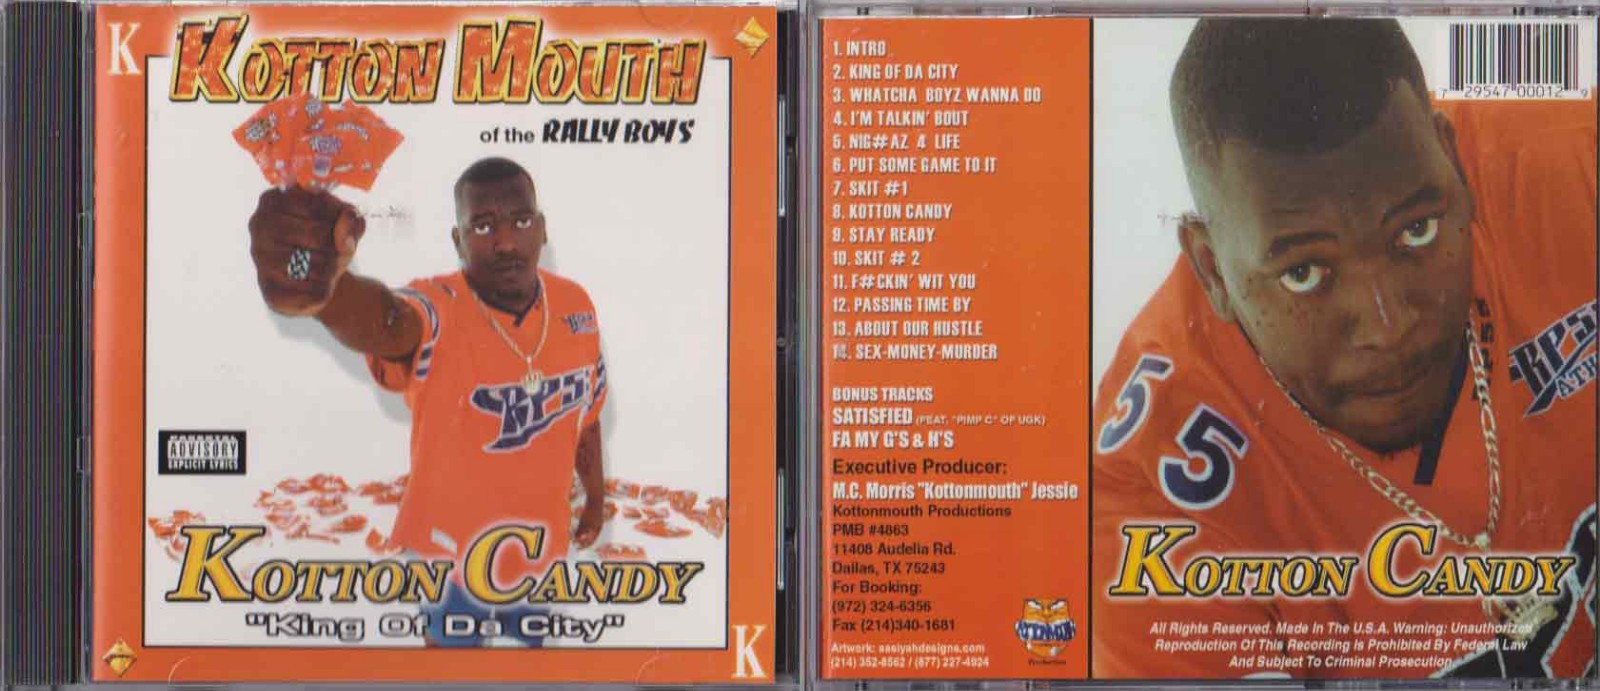 K
KOTTON MOUTH
of the RALLY BOYS
BPS
PARENTAL
ADVISORY
EXPLICIT LYRICS
KOTTON CANDY
"King Of Da City"
K
1. INTRO
2. KING OF DA CITY
3. WHATCHA BOYZ WANNA DO
4. I'M TALKIN' BOUT
5. NIG#AZ 4 LIFE
6. PUT SOME GAME TO IT
7. SKIT #1
8. KOTTON CANDY
9. STAY READY
10. SKIT # 2
11. F#CKIN' WIT YOU
12. PASSING TIME BY
13. ABOUT OUR HUSTLE
14. SEX-MONEY-MURDER
BONUS TRACKS
SATISFIED (FEAT. "PIMP C" OF UGK)
FA MY G'S & H'S
Executive Producer:
M.C. Morris "Kottonmouth" Jessie
Kottonmouth Productions
PMB #4863
11408 Audelia Rd.
Dallas, TX 75243
For Booking:
(972) 324-6356
Fax (214)340-1681
Artwork: sasiyahdesigns.com
(214) 352-8562 / (877) 227-4924
7 29547 00012 9
BPS
ATH
55
KOTTON CANDY
All Rights Reserved. Made In The U.S.A. Warning: Unauthorized
Reproduction Of This Recording Is Prohibited By Federal Law
And Subject To Criminal Prosecution.